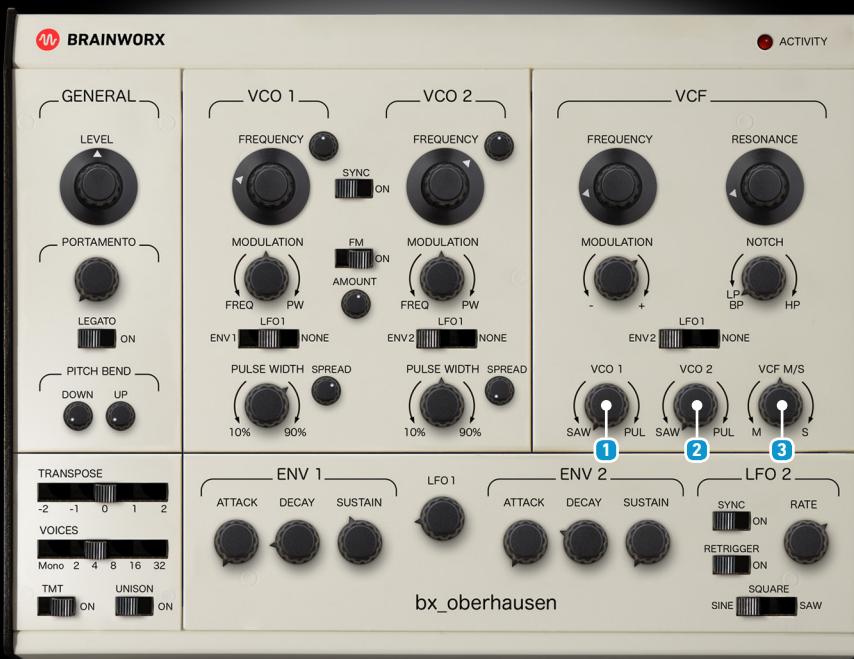 BRAINWORX
ACTIVITY
GENERAL
LEVEL
PORTAMENTO
LEGATO
ON
PITCH BEND
DOWN UP
VCO 1
FREQUENCY
MODULATION
FREQ PW
LFO1
ENV1 NONE
PULSE WIDTH SPREAD
10% 90%
SYNC
ON
FM
ON
AMOUNT
VCO 2
FREQUENCY
MODULATION
FREQ PW
LFO1
ENV2 NONE
PULSE WIDTH SPREAD
10% 90%
VCF
FREQUENCY RESONANCE
MODULATION NOTCH
- +
LP
BP HP
LFO1
ENV2 NONE
VCO 1 VCO 2 VCF M/S
SAW PUL SAW PUL M S
1 2 3
TRANSPOSE
-2 -1 0 1 2
VOICES
Mono 2 4 8 16 32
TMT UNISON
ON ON
ENV 1
ATTACK DECAY SUSTAIN
LFO1
ENV 2
ATTACK DECAY SUSTAIN
LFO 2
SYNC RATE
ON
RETRIGGER
ON
SQUARE
SINE SAW
bx_oberhausen